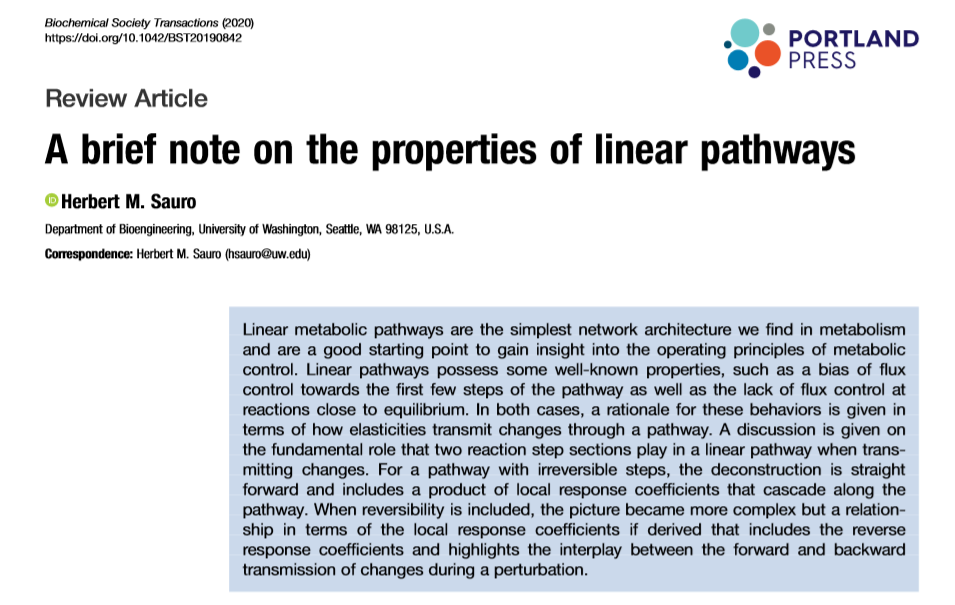 Biochemical Society Transactions (2020)
https://doi.org/10.1042/BST20190842
PORTLAND
PRESS
Review Article
A brief note on the properties of linear pathways
iD Herbert M. Sauro
Department of Bioengineering, University of Washington, Seattle, WA 98125, U.S.A.
Correspondence: Herbert M. Sauro (hsauro@uw.edu)
Linear metabolic pathways are the simplest network architecture we find in metabolism
and are a good starting point to gain insight into the operating principles of metabolic
control. Linear pathways possess some well-known properties, such as a bias of flux
control towards the first few steps of the pathway as well as the lack of flux control at
reactions close to equilibrium. In both cases, a rationale for these behaviors is given in
terms of how elasticities transmit changes through a pathway. A discussion is given on
the fundamental role that two reaction step sections play in a linear pathway when trans-
mitting changes. For a pathway with irreversible steps, the deconstruction is straight
forward and includes a product of local response coefficients that cascade along the
pathway. When reversibility is included, the picture became more complex but a relation-
ship in terms of the local response coefficients if derived that includes the reverse
response coefficients and highlights the interplay between the forward and backward
transmission of changes during a perturbation.